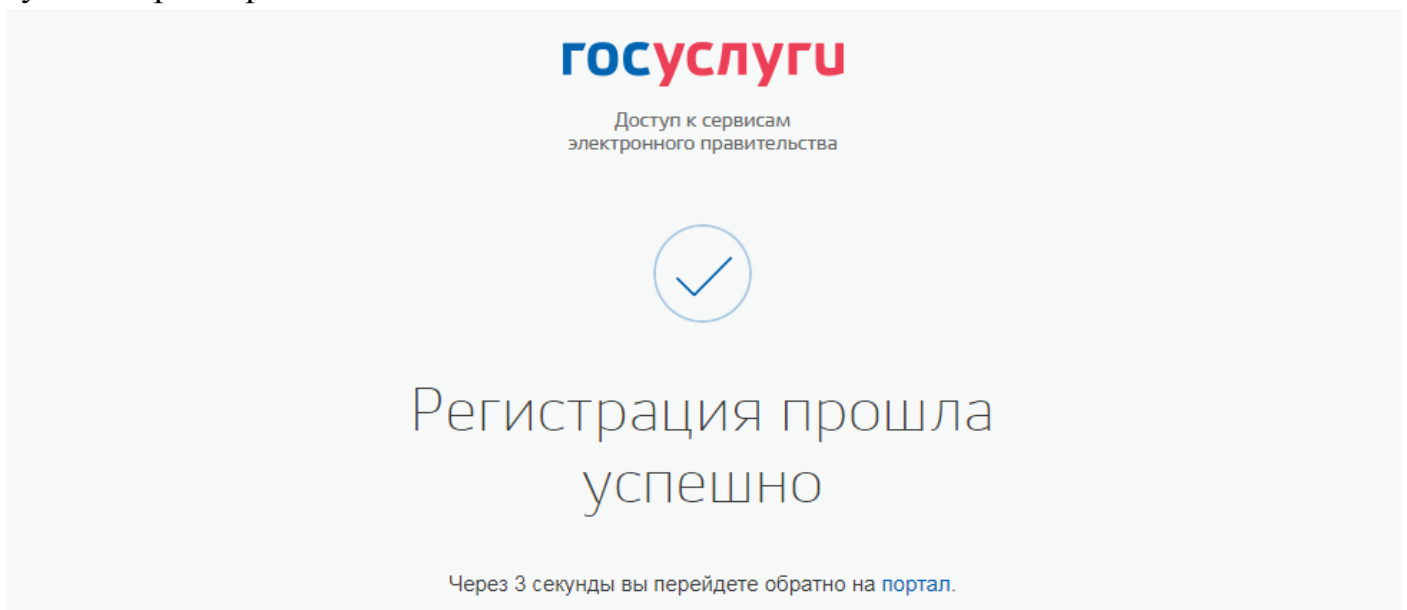 госуслуги
Доступ к сервисам
электронного правительства
Регистрация прошла
успешно
Через 3 секунды вы перейдете обратно на портал.